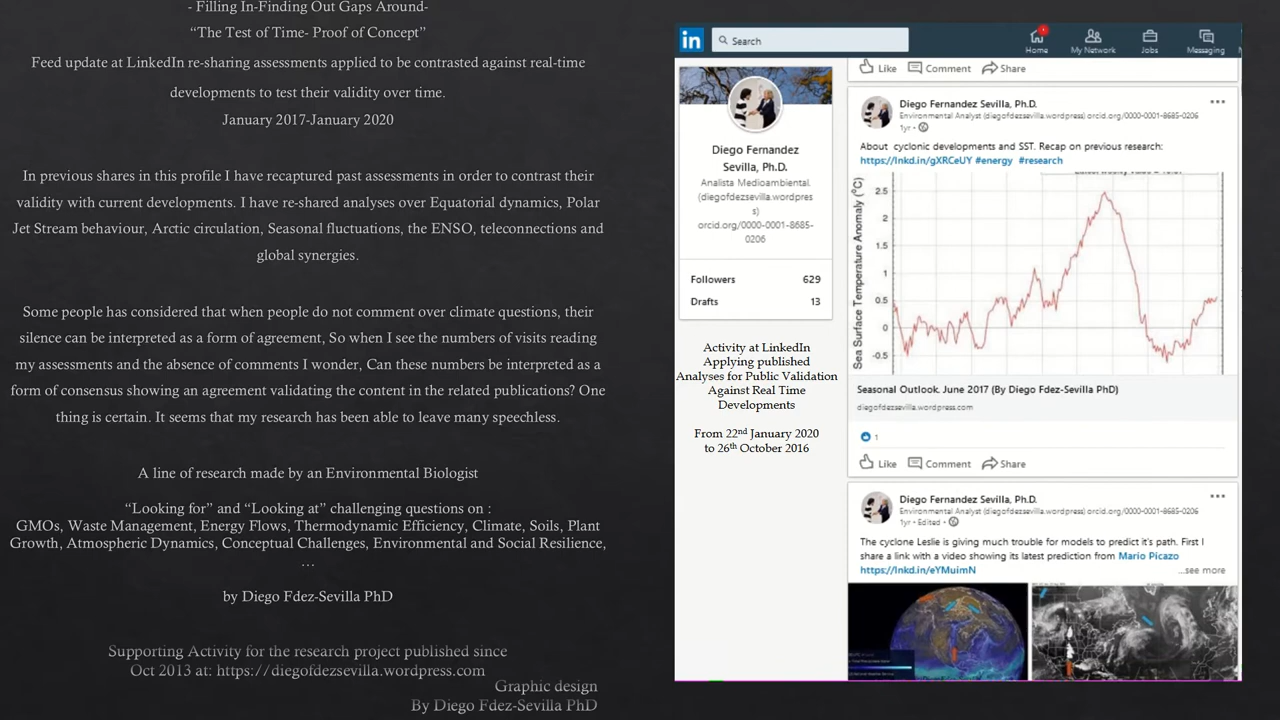 - Filling In-Finding Out Gaps Around-
“The Test of Time- Proof of Concept”
Feed update at LinkedIn re-sharing assessments applied to be contrasted against real-time
developments to test their validity over time.
January 2017-January 2020
In previous shares in this profile I have recaptured past assessments in order to contrast their
validity with current developments. I have re-shared analyses over Equatorial dynamics, Polar
Jet Stream behaviour, Arctic circulation, Seasonal fluctuations, the ENSO, teleconnections and
global synergies.
Some people has considered that when people do not comment over climate questions, their
silence can be interpreted as a form of agreement, So when I see the numbers of visits reading
my assessments and the absence of comments I wonder, Can these numbers be interpreted as a
form of consensus showing an agreement validating the content in the related publications? One
thing is certain. It seems that my research has been able to leave many speechless.
A line of research made by an Environmental Biologist
“Looking for” and “Looking at” challenging questions on :
GMOs, Waste Management, Energy Flows, Thermodynamic Efficiency, Climate, Soils, Plant
Growth, Atmospheric Dynamics, Conceptual Challenges, Environmental and Social Resilience,
…
by Diego Fdez-Sevilla PhD
Supporting Activity for the research project published since
Oct 2013 at: https://diegofdezsevilla.wordpress.com
Graphic design
By Diego Fdez-Sevilla PhD
in
Search
Home
My Network
Jobs
Messaging
Diego Fernandez
Sevilla, Ph.D.
Analista Medioambiental.
(diegofdezsevilla.wordpres
s)
orcid.org/0000-0001-8685-
0206
Followers 629
Drafts 13
Activity at LinkedIn
Applying published
Analyses for Public Validation
Against Real Time
Developments
From 22nd January 2020
to 26th October 2016
Like Comment Share
Diego Fernandez Sevilla, Ph.D.
Environmental Analyst (diegofdezsevilla.wordpress) orcid.org/0000-0001-8685-0206
1yr •
About cyclonic developments and SST. Recap on previous research:
https://lnkd.in/gXRCeUY #energy #research
Sea Surface Temperature Anomaly (°C)
2.5
2
1.5
1
0.5
0
-0.5
Seasonal Outlook. June 2017 (By Diego Fdez-Sevilla PhD)
diegofdezsevilla.wordpress.com
1
Like Comment Share
Diego Fernandez Sevilla, Ph.D.
Environmental Analyst (diegofdezsevilla.wordpress) orcid.org/0000-0001-8685-0206
1yr • Edited •
The cyclone Leslie is giving much trouble for models to predict it's path. First I
share a link with a video showing its latest prediction from Mario Picazo
https://lnkd.in/eYMuimN
...see more